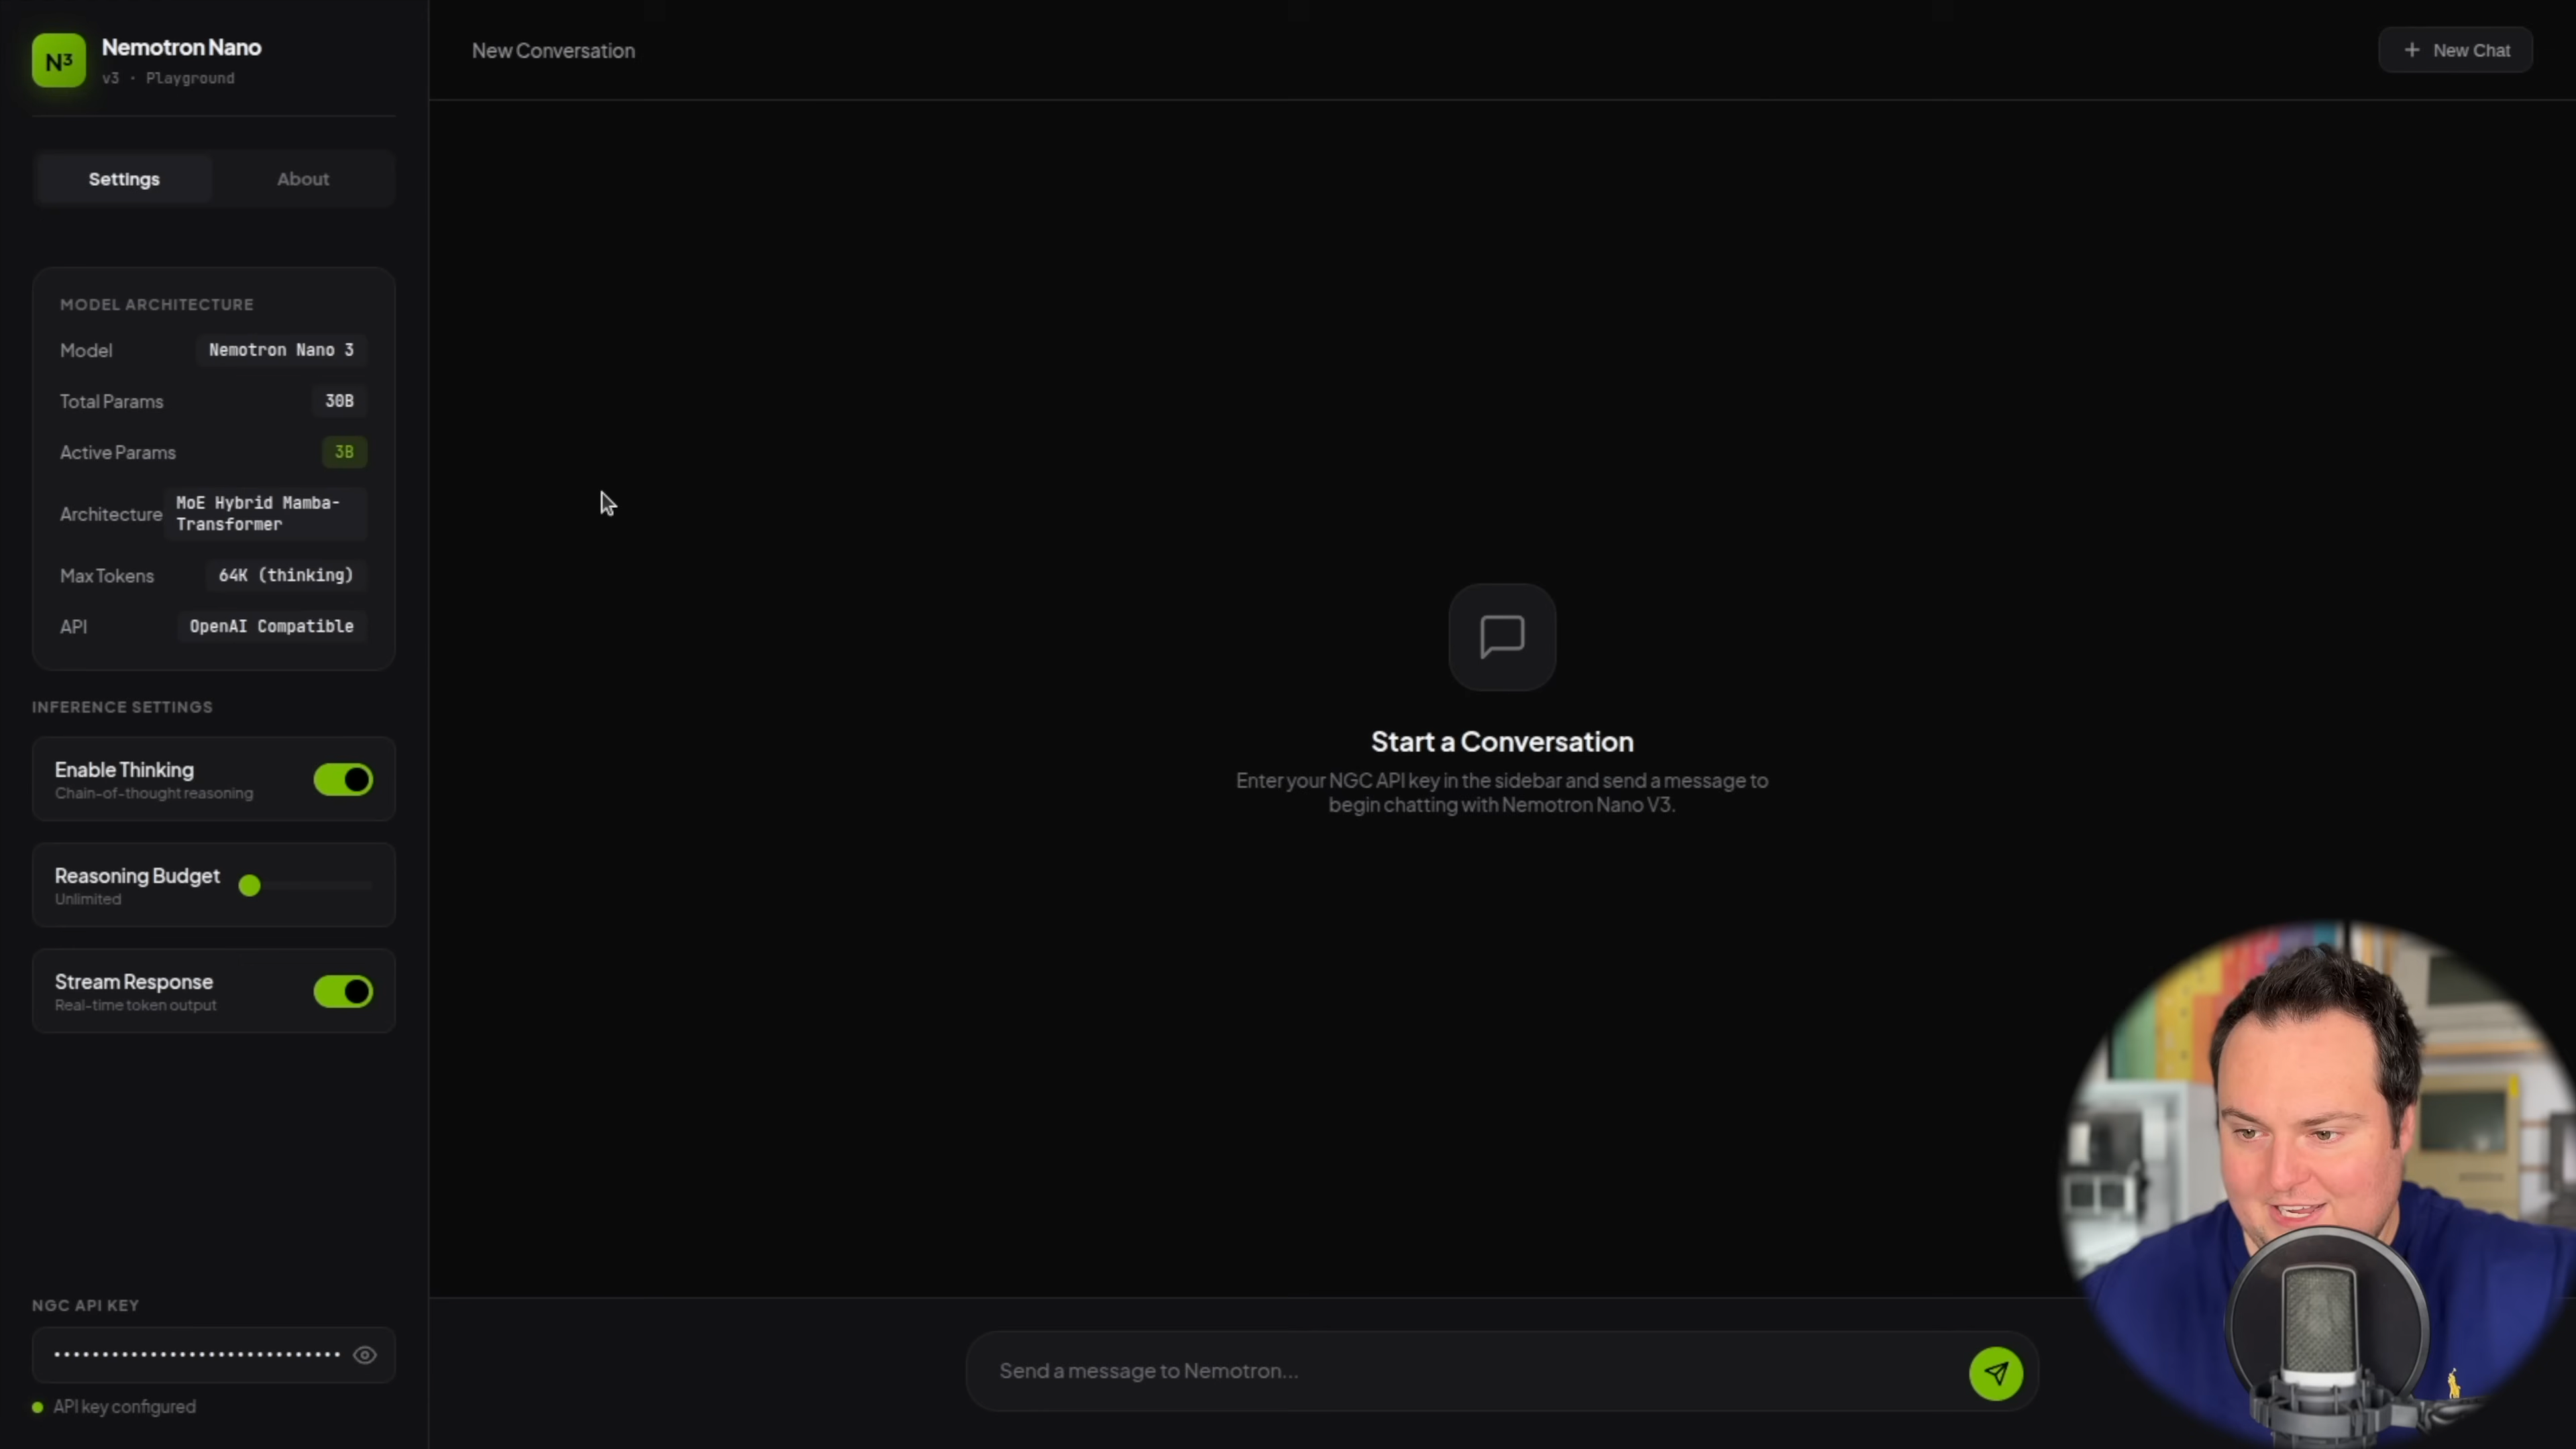 N³
Nemotron Nano
v3 · Playground
Settings
About
MODEL ARCHITECTURE
Model
Nemotron Nano 3
Total Params
30B
Active Params
3B
Architecture
MoE Hybrid Mamba-
Transformer
Max Tokens
64K (thinking)
API
OpenAI Compatible
INFERENCE SETTINGS
Enable Thinking
Chain-of-thought reasoning
Reasoning Budget
Unlimited
Stream Response
Real-time token output
NGC API KEY
••••••••••••••••••••••••••••••
API key configured
New Conversation
+ New Chat
Start a Conversation
Enter your NGC API key in the sidebar and send a message to
begin chatting with Nemotron Nano V3.
Send a message to Nemotron...